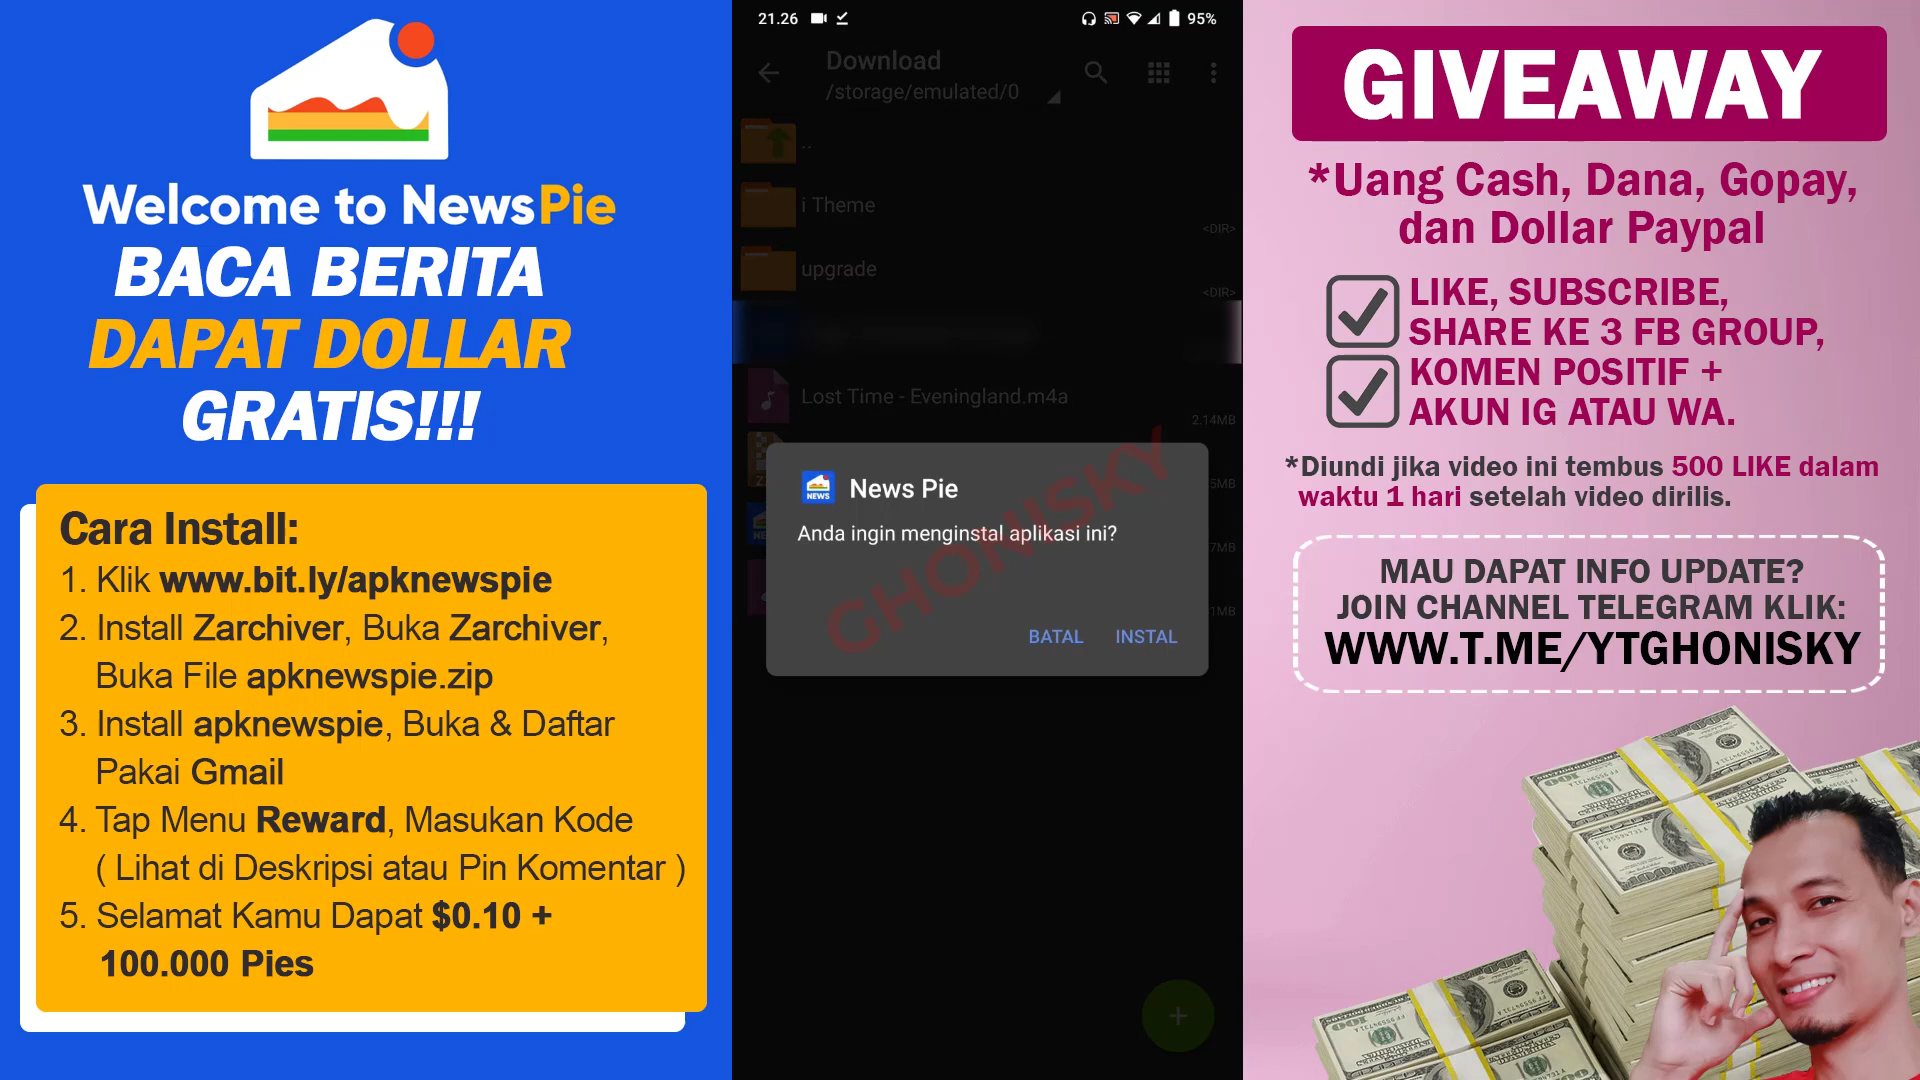 Welcome to NewsPie
BACA BERITA
DAPAT DOLLAR
GRATIS!!!
Cara Install:
1. Klik www.bit.ly/apknewspie
2. Install Zarchiver, Buka Zarchiver,
Buka File apknewspie.zip
3. Install apknewspie, Buka & Daftar
Pakai Gmail
4. Tap Menu Reward, Masukan Kode
( Lihat di Deskripsi atau Pin Komentar )
5. Selamat Kamu Dapat $0.10 +
100.000 Pies
21.26 95%
Download
/storage/emulated/0
..
i Theme
<DIR>
upgrade
<DIR>
Lost Time - Eveningland.m4a
2.14MB
NEWS
News Pie
Anda ingin menginstal aplikasi ini?
BATAL INSTAL
GHONISKY
+
GIVEAWAY
*Uang Cash, Dana, Gopay,
dan Dollar Paypal
LIKE, SUBSCRIBE,
SHARE KE 3 FB GROUP,
KOMEN POSITIF +
AKUN IG ATAU WA.
*Diundi jika video ini tembus 500 LIKE dalam
waktu 1 hari setelah video dirilis.
MAU DAPAT INFO UPDATE?
JOIN CHANNEL TELEGRAM KLIK:
WWW.T.ME/YTGHONISKY